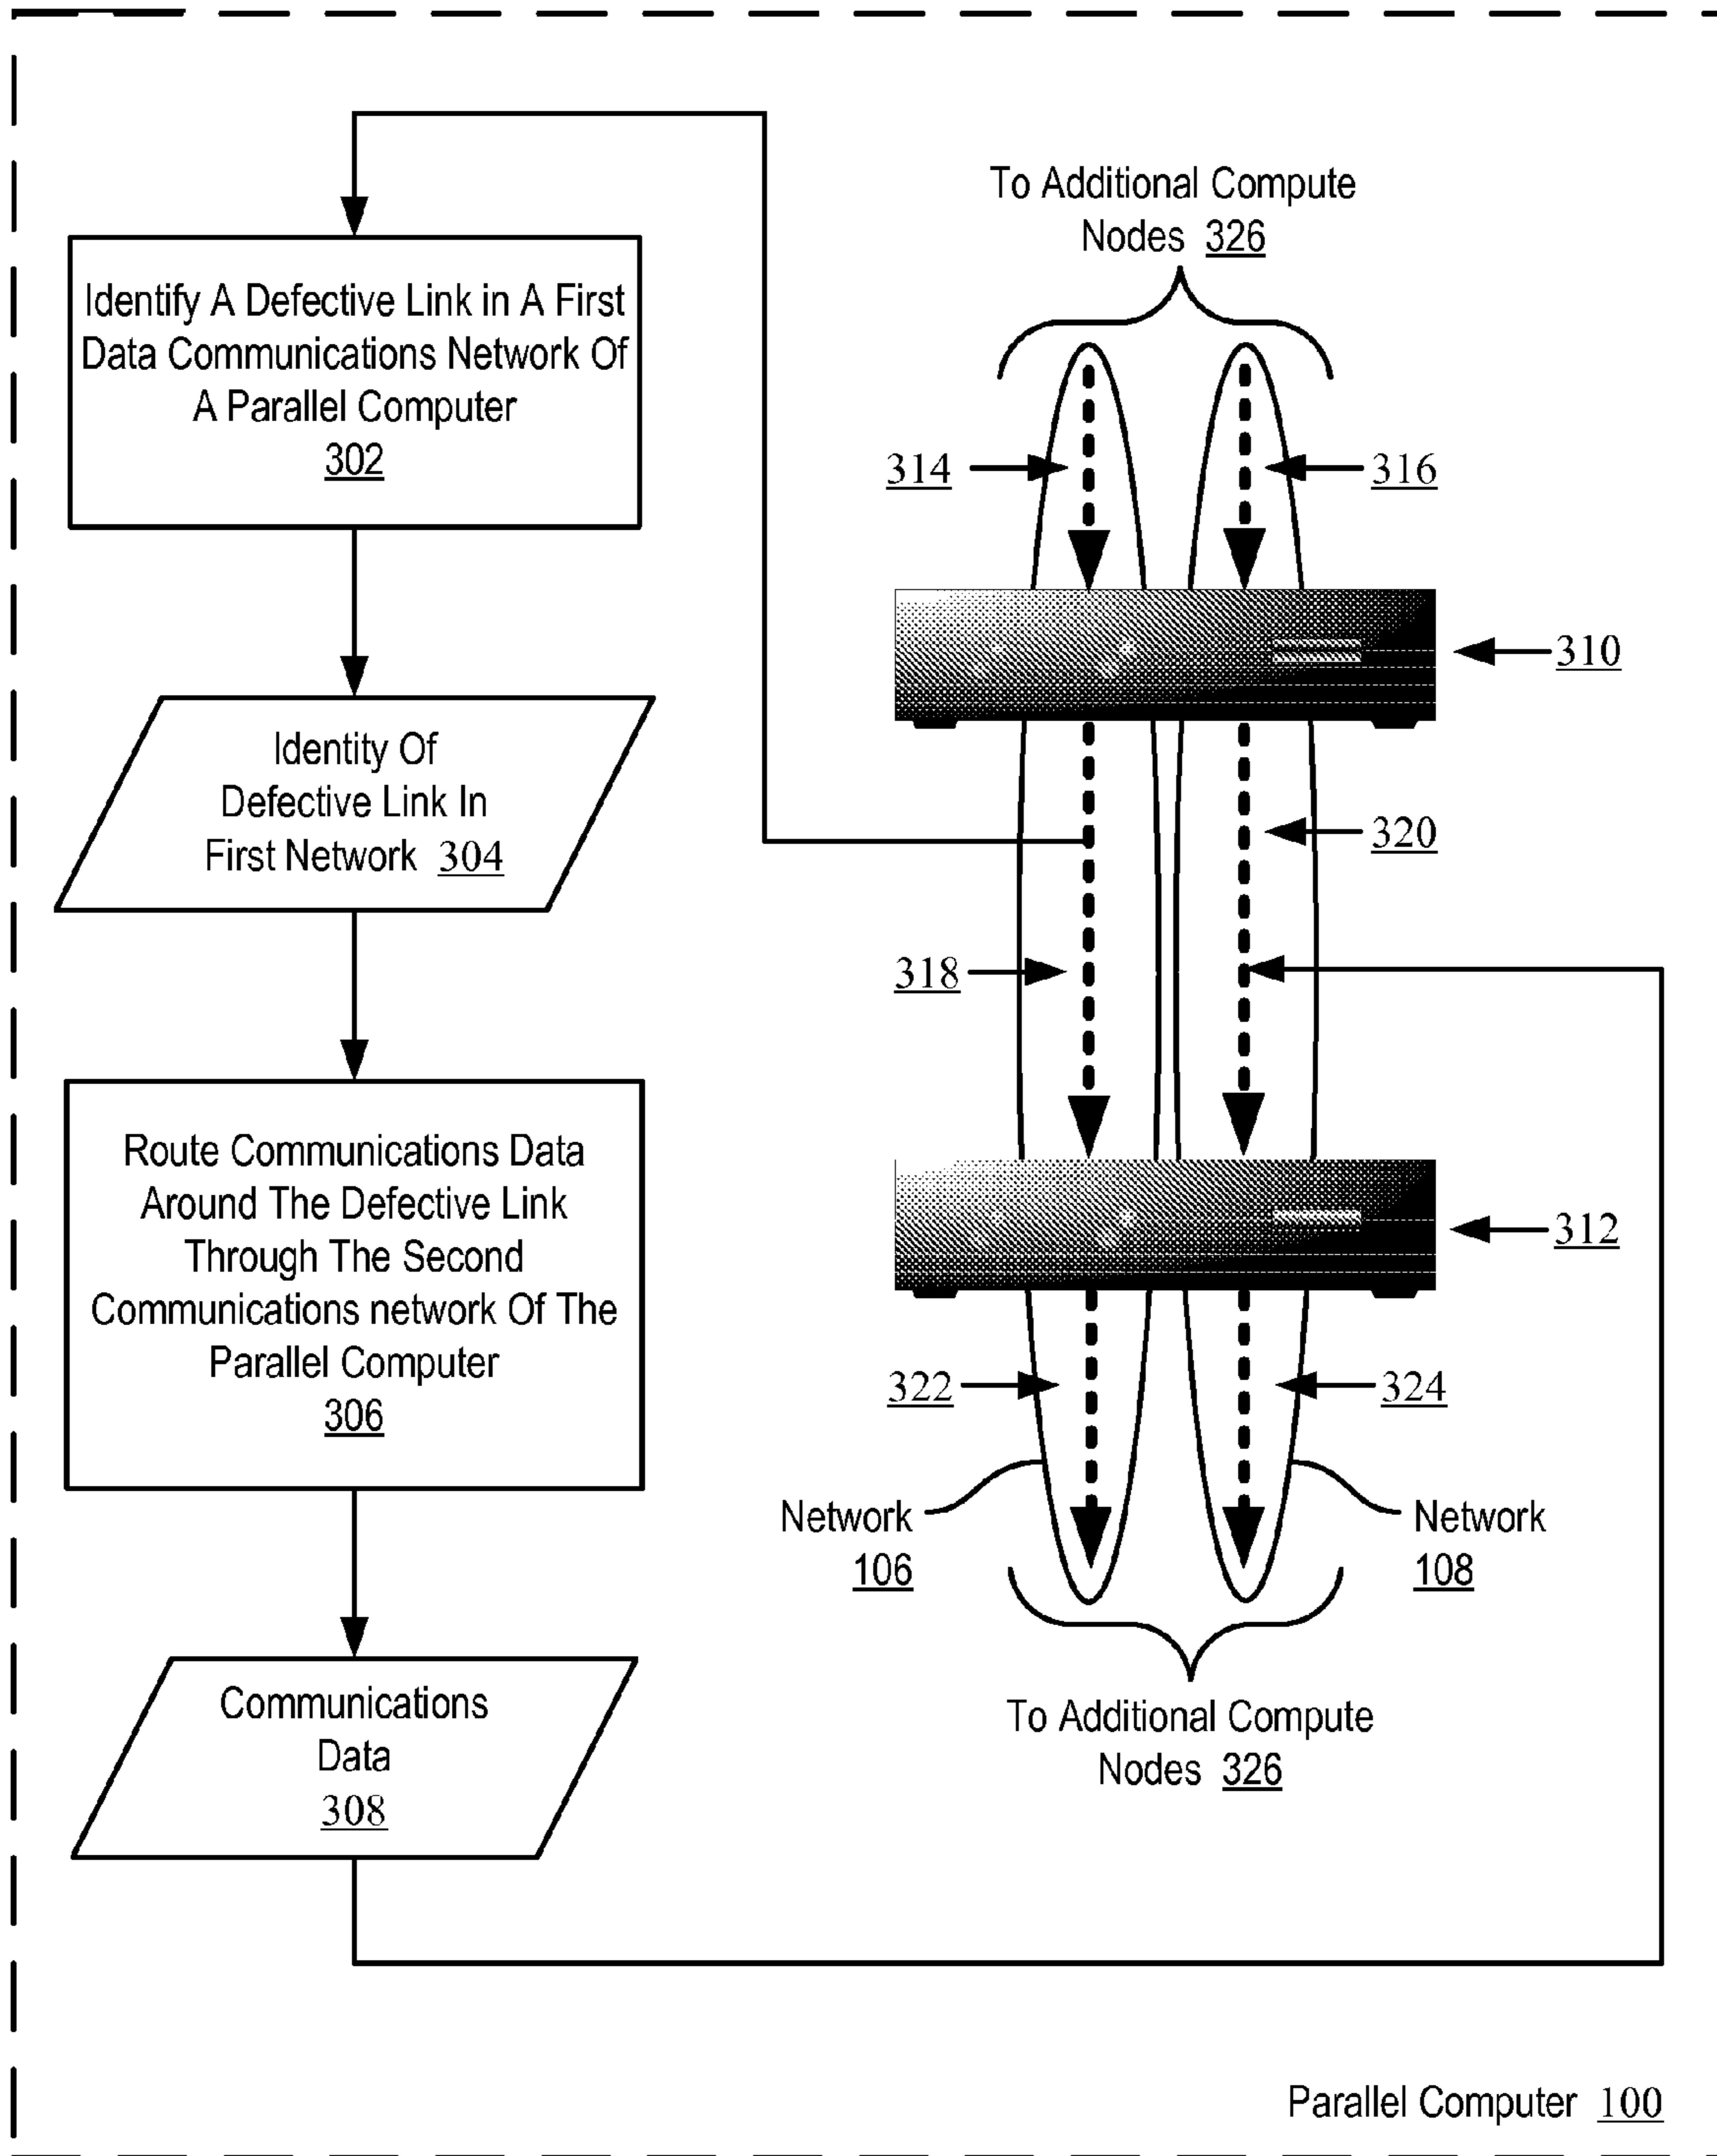 Identify A Defective Link in A First
Data Communications Network Of
A Parallel Computer
302
Identity Of
Defective Link In
First Network 304
Route Communications Data
Around The Defective Link
Through The Second
Communications network Of The
Parallel Computer
306
Communications
Data
308
To Additional Compute
Nodes 326
314
316
310
320
318
312
322
324
Network
106
Network
108
To Additional Compute
Nodes 326
Parallel Computer 100